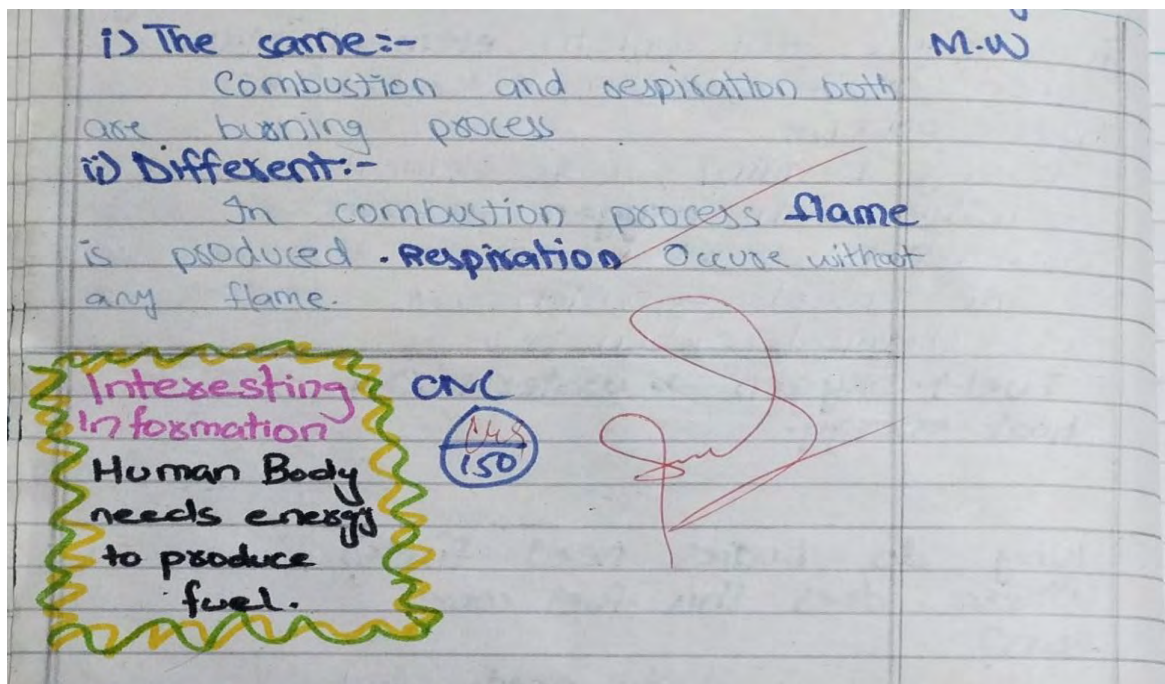 i) The same:-
M.W
Combustion and respiration both
are burning process
ii) Different:-
In combustion process flame
is produced. Respiration Occure without
any flame.
Interesting
Information
Human Body
needs energy
to produce
fuel.
150